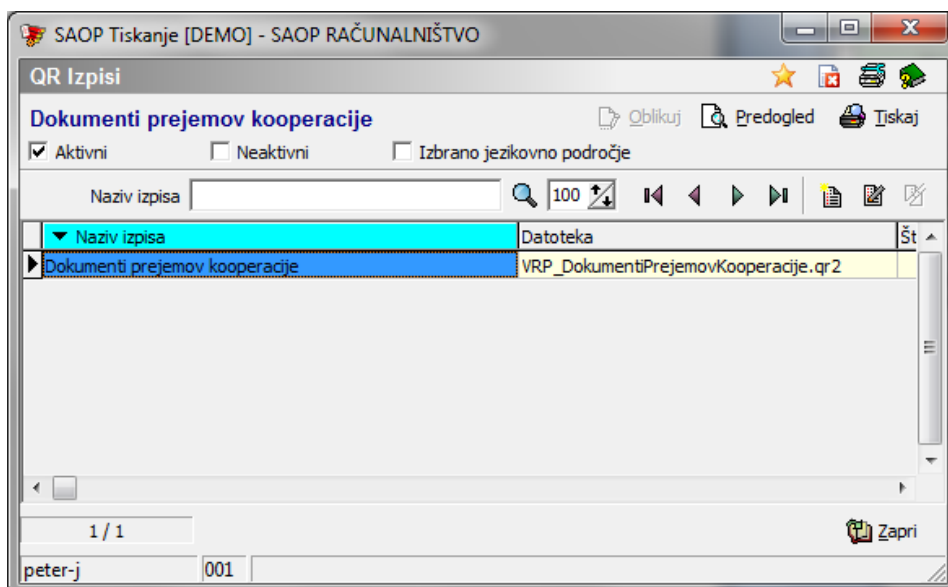 SAOP Tiskanje [DEMO] - SAOP RAČUNALNIŠTVO
QR Izpisi
Dokumenti prejemov kooperacije
Oblikuj Predogled Tiskaj
Aktivni Neaktivni Izbrano jezikovno področje
Naziv izpisa 100
Naziv izpisa Datoteka Št
Dokumenti prejemov kooperacije VRP_DokumentiPrejemovKooperacije.qr2
1 / 1
Zapri
peter-j 001